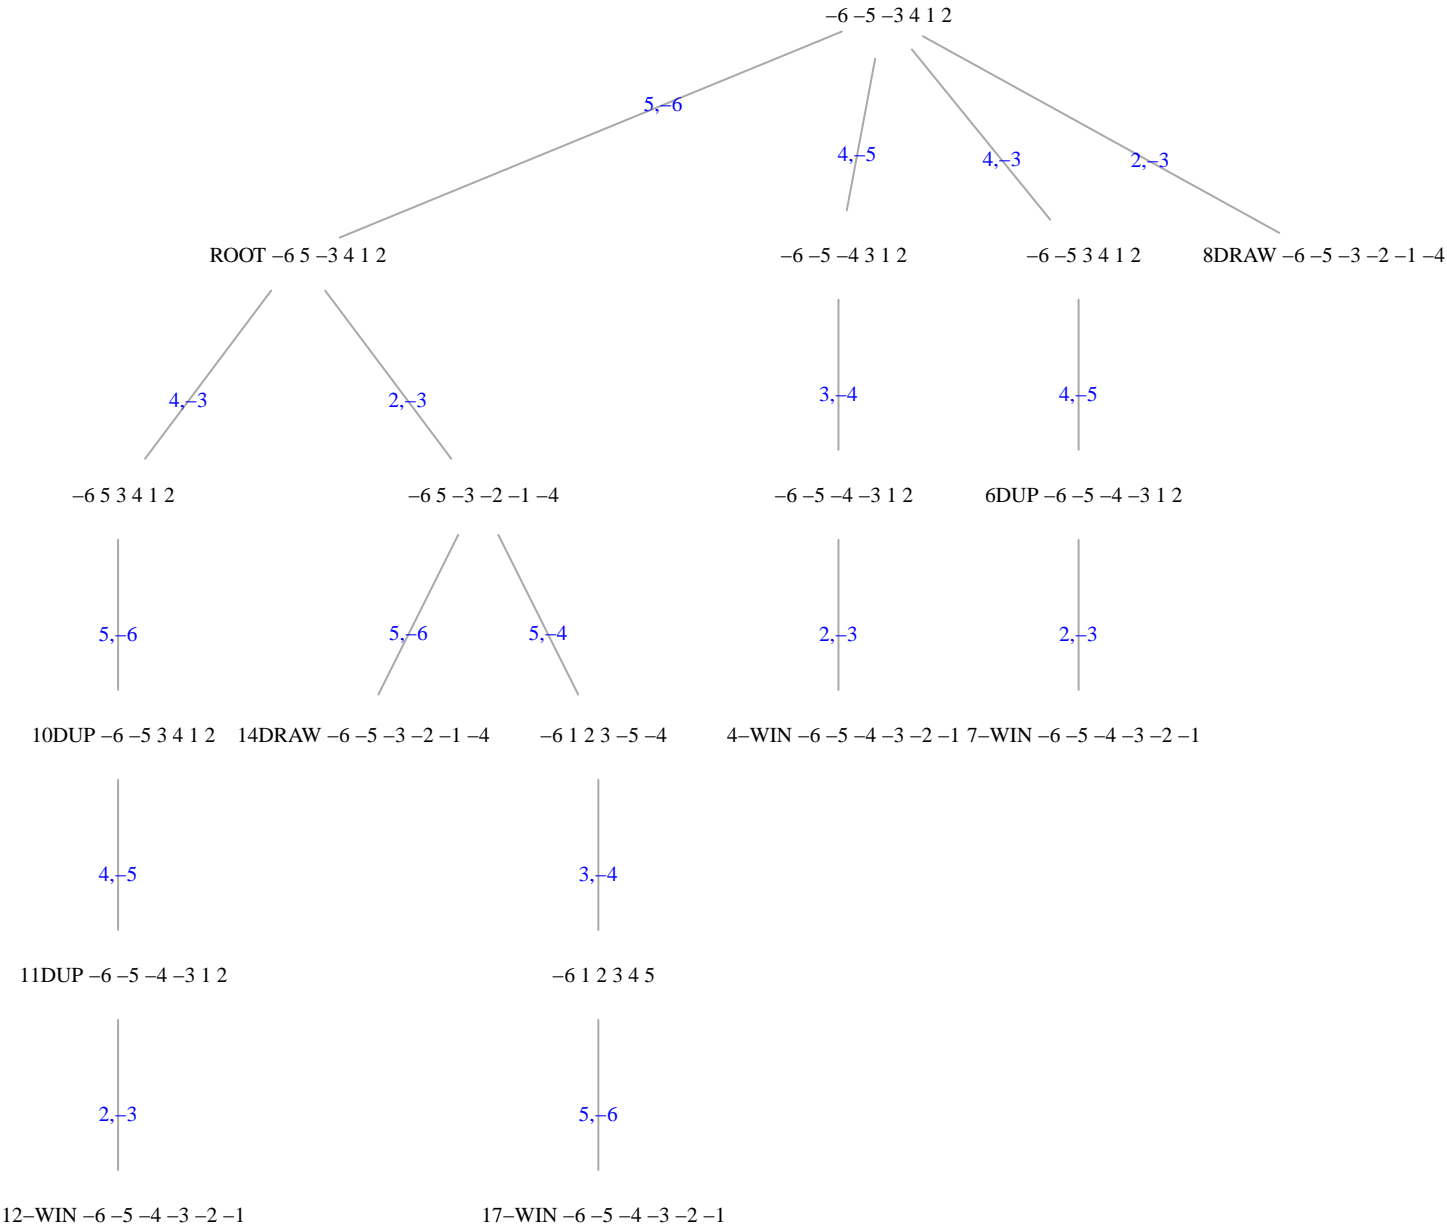 –6 –5 –3 4 1 2
5,–6
4,–5
4,–3
2,–3
ROOT –6 5 –3 4 1 2
–6 –5 –4 3 1 2
–6 –5 3 4 1 2
8DRAW –6 –5 –3 –2 –1 –4
4,–3
2,–3
3,–4
4,–5
–6 5 3 4 1 2
–6 5 –3 –2 –1 –4
–6 –5 –4 –3 1 2
6DUP –6 –5 –4 –3 1 2
5,–6
5,–6
5,–4
2,–3
2,–3
10DUP –6 –5 3 4 1 2
14DRAW –6 –5 –3 –2 –1 –4
–6 1 2 3 –5 –4
4–WIN –6 –5 –4 –3 –2 –1
7–WIN –6 –5 –4 –3 –2 –1
4,–5
3,–4
11DUP –6 –5 –4 –3 1 2
–6 1 2 3 4 5
2,–3
5,–6
12–WIN –6 –5 –4 –3 –2 –1
17–WIN –6 –5 –4 –3 –2 –1